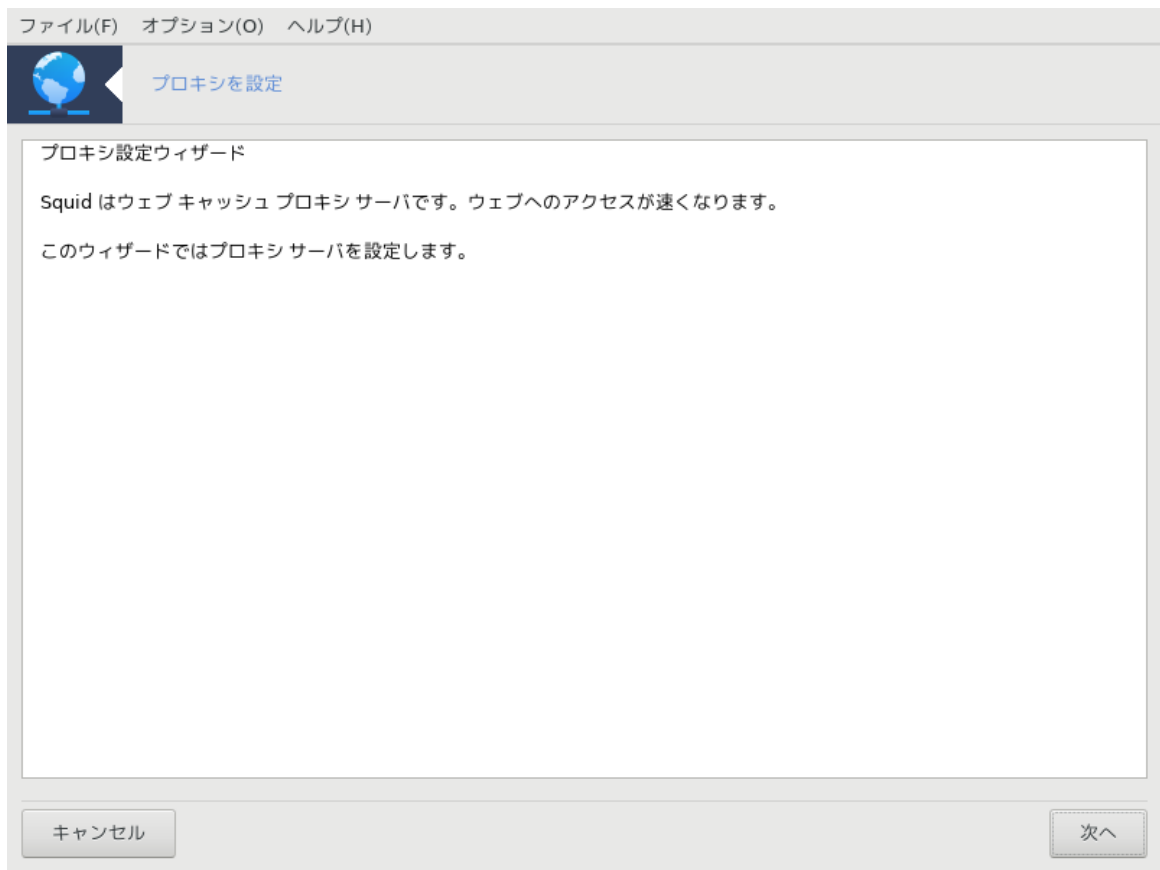 ファイル(F) オプション(O) ヘルプ(H)
プロキシを設定
プロキシ設定ウィザード
Squid はウェブ キャッシュ プロキシ サーバです。ウェブへのアクセスが速くなります。
このウィザードではプロキシ サーバを設定します。
キャンセル 次へ